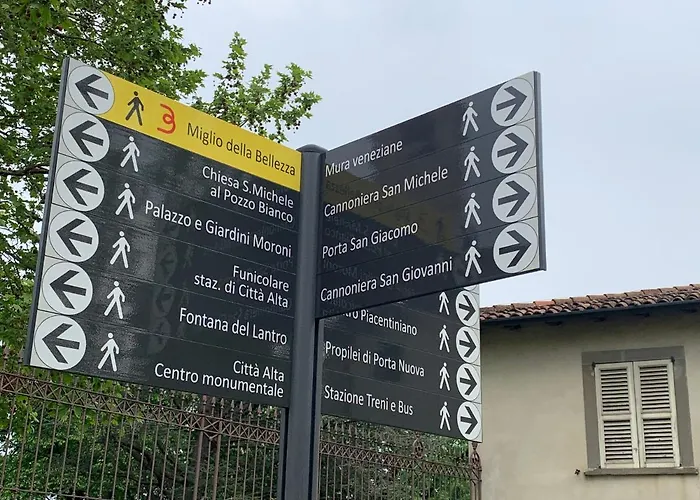 3 Miglio della Bellezza
Chiesa S.Michele
al Pozzo Bianco
Palazzo e Giardini Moroni
Funicolare
staz. di Città Alta
Fontana del Lantro
Città Alta
Centro monumentale
Mura veneziane
Cannoniera San Michele
Porta San Giacomo
Cannoniera San Giovanni
Piacentiniano
Propilei di Porta Nuova
Stazione Treni e Bus